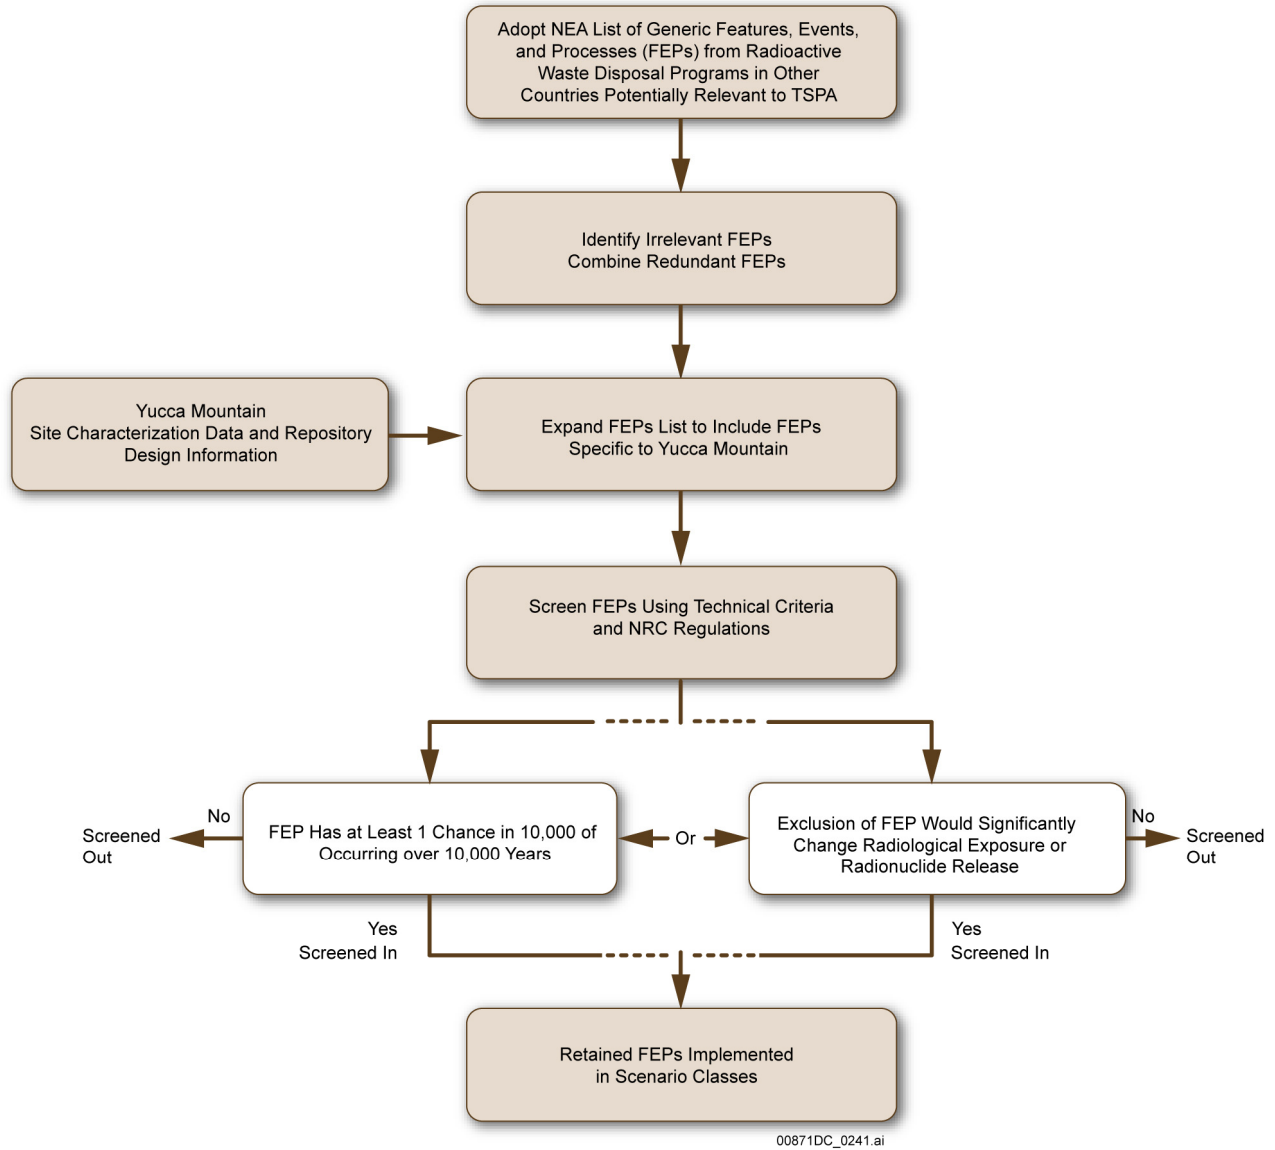 Adopt NEA List of Generic Features, Events,
and Processes (FEPs) from Radioactive
Waste Disposal Programs in Other
Countries Potentially Relevant to TSPA
Identify Irrelevant FEPs
Combine Redundant FEPs
Yucca Mountain
Site Characterization Data and Repository
Design Information
Expand FEPs List to Include FEPs
Specific to Yucca Mountain
Screen FEPs Using Technical Criteria
and NRC Regulations
Screened
Out
No
FEP Has at Least 1 Chance in 10,000 of
Occurring over 10,000 Years
Or
Exclusion of FEP Would Significantly
Change Radiological Exposure or
Radionuclide Release
No
Screened
Out
Yes
Screened In
Yes
Screened In
Retained FEPs Implemented
in Scenario Classes
00871DC_0241.ai